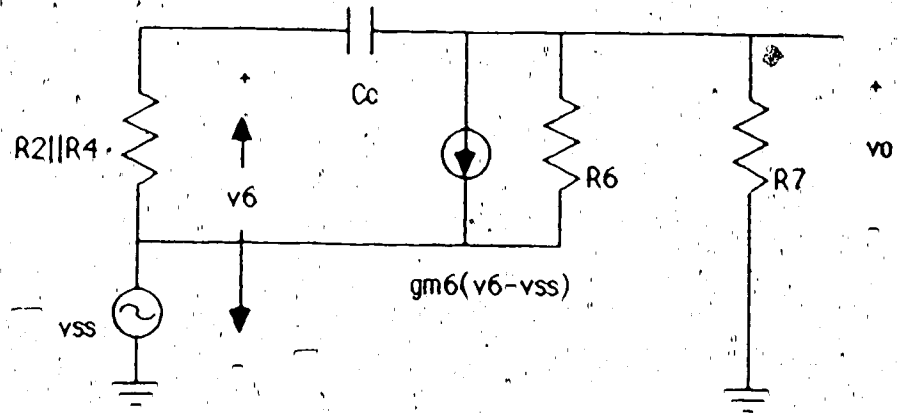 Cc
R2||R4
+
v6
-
R6
R7
+
vo
-
gm6(v6-vss)
vss